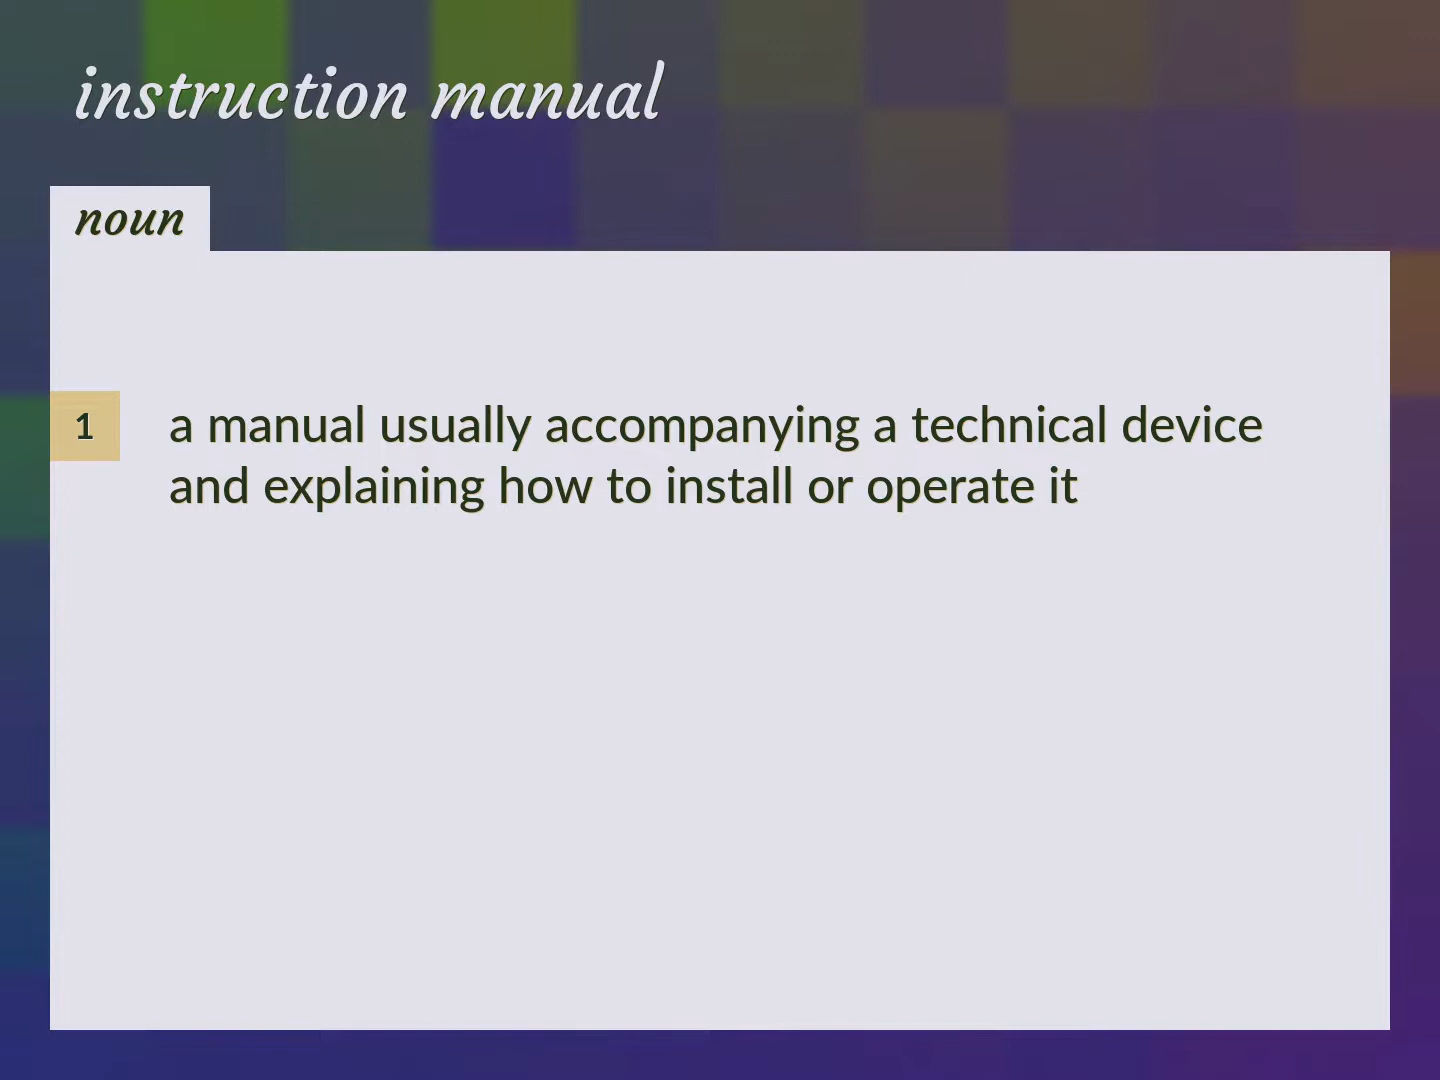 instruction manual
noun
1
a manual usually accompanying a technical device
and explaining how to install or operate it